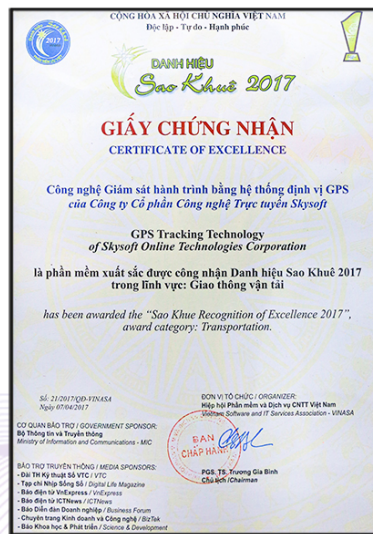 CỘNG HÒA XÃ HỘI CHỦ NGHĨA VIỆT NAM
Độc lập - Tự do - Hạnh phúc
2017
DANH HIỆU
Sao Khuê 2017
GIẤY CHỨNG NHẬN
CERTIFICATE OF EXCELLENCE
Công nghệ Giám sát hành trình bằng hệ thống định vị GPS
của Công ty Cổ phần Công nghệ Trực tuyến Skysoft
GPS Tracking Technology
of Skysoft Online Technologies Corporation
là phần mềm xuất sắc được công nhận Danh hiệu Sao Khuê 2017
trong lĩnh vực: Giao thông vận tải
has been awarded the “Sao Khue Recognition of Excellence 2017”,
award category: Transportation.
Số: 21/2017/QĐ-VINASA
Ngày 07/04/2017
ĐƠN VỊ TỔ CHỨC / ORGANIZER:
Hiệp hội Phần mềm và Dịch vụ CNTT Việt Nam
Vietnam Software and IT Services Association - VINASA
CƠ QUAN BẢO TRỢ / GOVERNMENT SPONSOR:
Bộ Thông tin và Truyền thông
Ministry of Information and Communications - MIC
BAN
CHẤP HÀNH
BẢO TRỢ TRUYỀN THÔNG / MEDIA SPONSORS:
- Đài TH Kỹ thuật Số VTC / VTC
- Tạp chí Nhịp Sống Số / Digital Life Magazine
- Báo điện tử VnExpress / VnExpress
- Báo điện tử ICTNews / ICTNews
- Báo Diễn đàn Doanh nghiệp / Business Forum
- Chuyên trang Kinh doanh và Công nghệ / BizTek
- Báo Khoa học & Phát triển / Science & Development
PGS. TS. Trương Gia Bình
Chủ tịch / Chairman